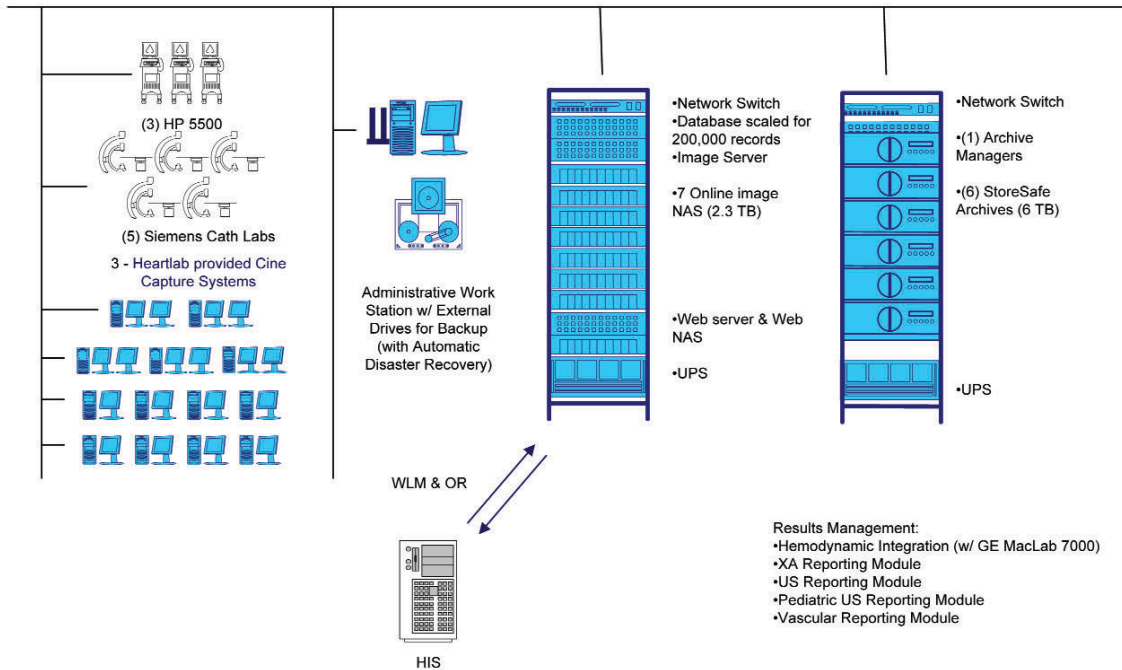 (3) HP 5500
(5) Siemens Cath Labs
3 - Heartlab provided Cine
Capture Systems
Administrative Work
Station w/ External
Drives for Backup
(with Automatic
Disaster Recovery)
•Network Switch
•Database scaled for
200,000 records
•Image Server
•7 Online image
NAS (2.3 TB)
•Web server & Web
NAS
•UPS
•Network Switch
•(1) Archive
Managers
•(6) StoreSafe
Archives (6 TB)
•UPS
WLM & OR
HIS
Results Management:
•Hemodynamic Integration (w/ GE MacLab 7000)
•XA Reporting Module
•US Reporting Module
•Pediatric US Reporting Module
•Vascular Reporting Module